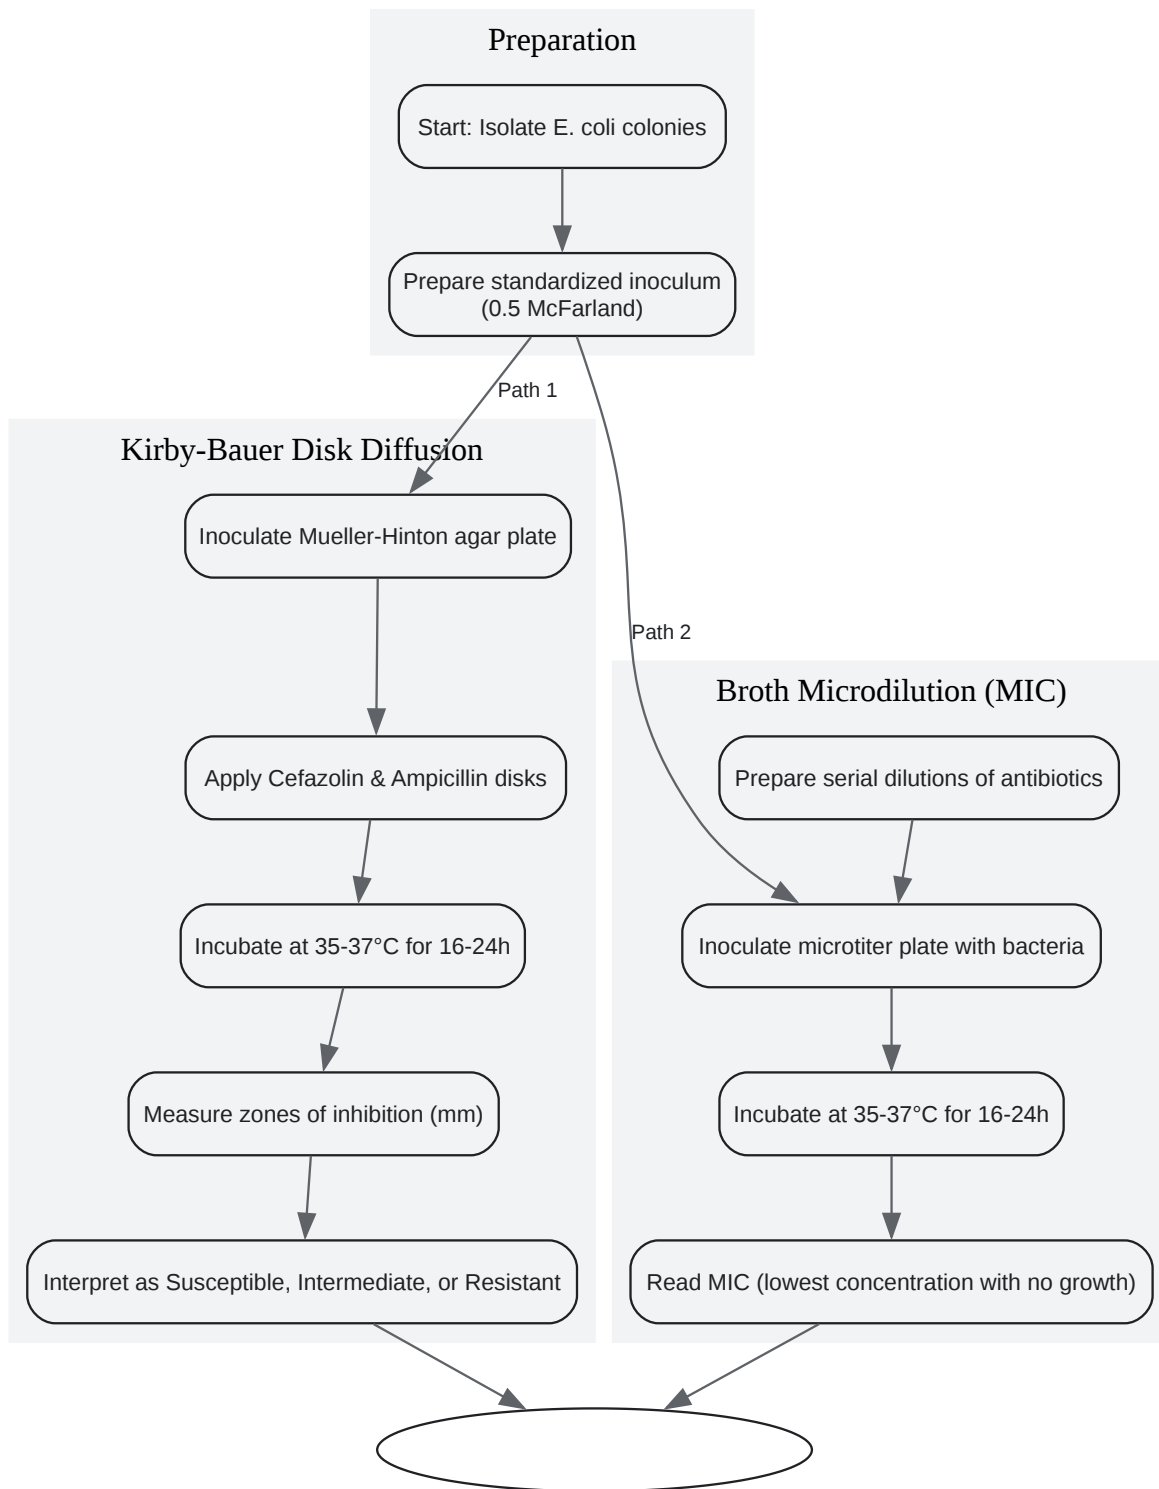 Preparation
Start: Isolate E. coli colonies
Prepare standardized inoculum
(0.5 McFarland)
Path 1
Kirby-Bauer Disk Diffusion
Inoculate Mueller-Hinton agar plate
Apply Cefazolin & Ampicillin disks
Incubate at 35-37°C for 16-24h
Measure zones of inhibition (mm)
Interpret as Susceptible, Intermediate, or Resistant
Path 2
Broth Microdilution (MIC)
Prepare serial dilutions of antibiotics
Inoculate microtiter plate with bacteria
Incubate at 35-37°C for 16-24h
Read MIC (lowest concentration with no growth)